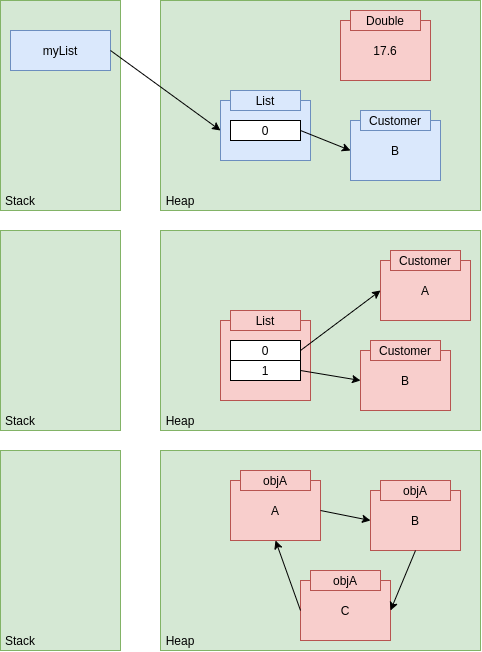 Double
myList
17.6
List
0
Customer
B
Stack
Heap
Customer
A
List
0
1
Customer
B
Stack
Heap
objA
A
objA
B
objA
C
Stack
Heap